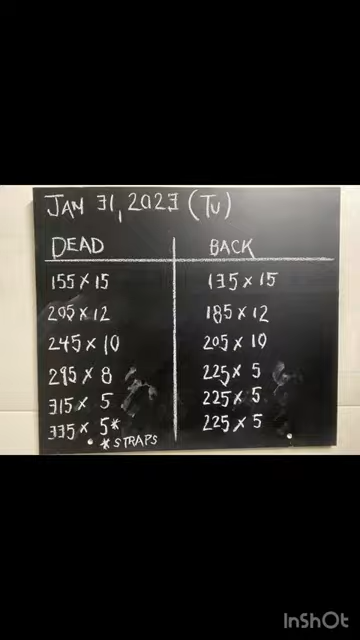 JAN 31, 2023 (TU)
DEAD BACK
155 x 15 135 x 15
205 x 12 185 x 12
245 x 10 205 x 10
295 x 8 225 x 5
315 x 5 225 x 5
335 x 5* 225 x 5
* STRAPS
InShOt